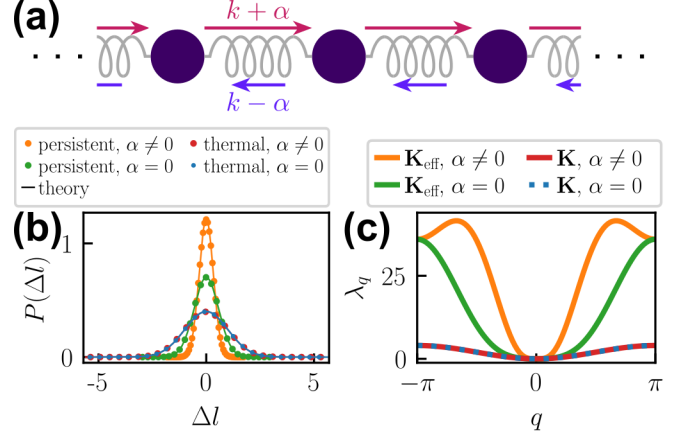 (a)
k + α
· · ·
· · ·
k − α
persistent, α ≠ 0
thermal, α ≠ 0
persistent, α = 0
thermal, α = 0
theory
K_eff, α ≠ 0
K, α ≠ 0
K_eff, α = 0
K, α = 0
(b)
1
P(Δl)
0
-5
0
5
Δl
(c)
25
λ_q
0
−π
0
π
q